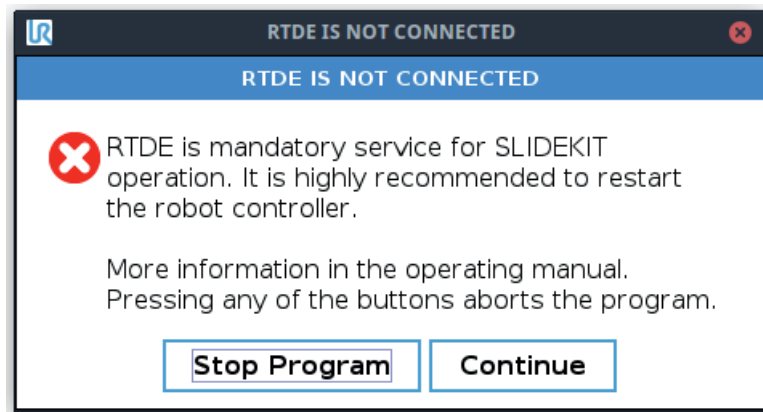 UR
RTDE IS NOT CONNECTED
RTDE IS NOT CONNECTED
RTDE is mandatory service for SLIDEKIT
operation. It is highly recommended to restart
the robot controller.
More information in the operating manual.
Pressing any of the buttons aborts the program.
Stop Program
Continue